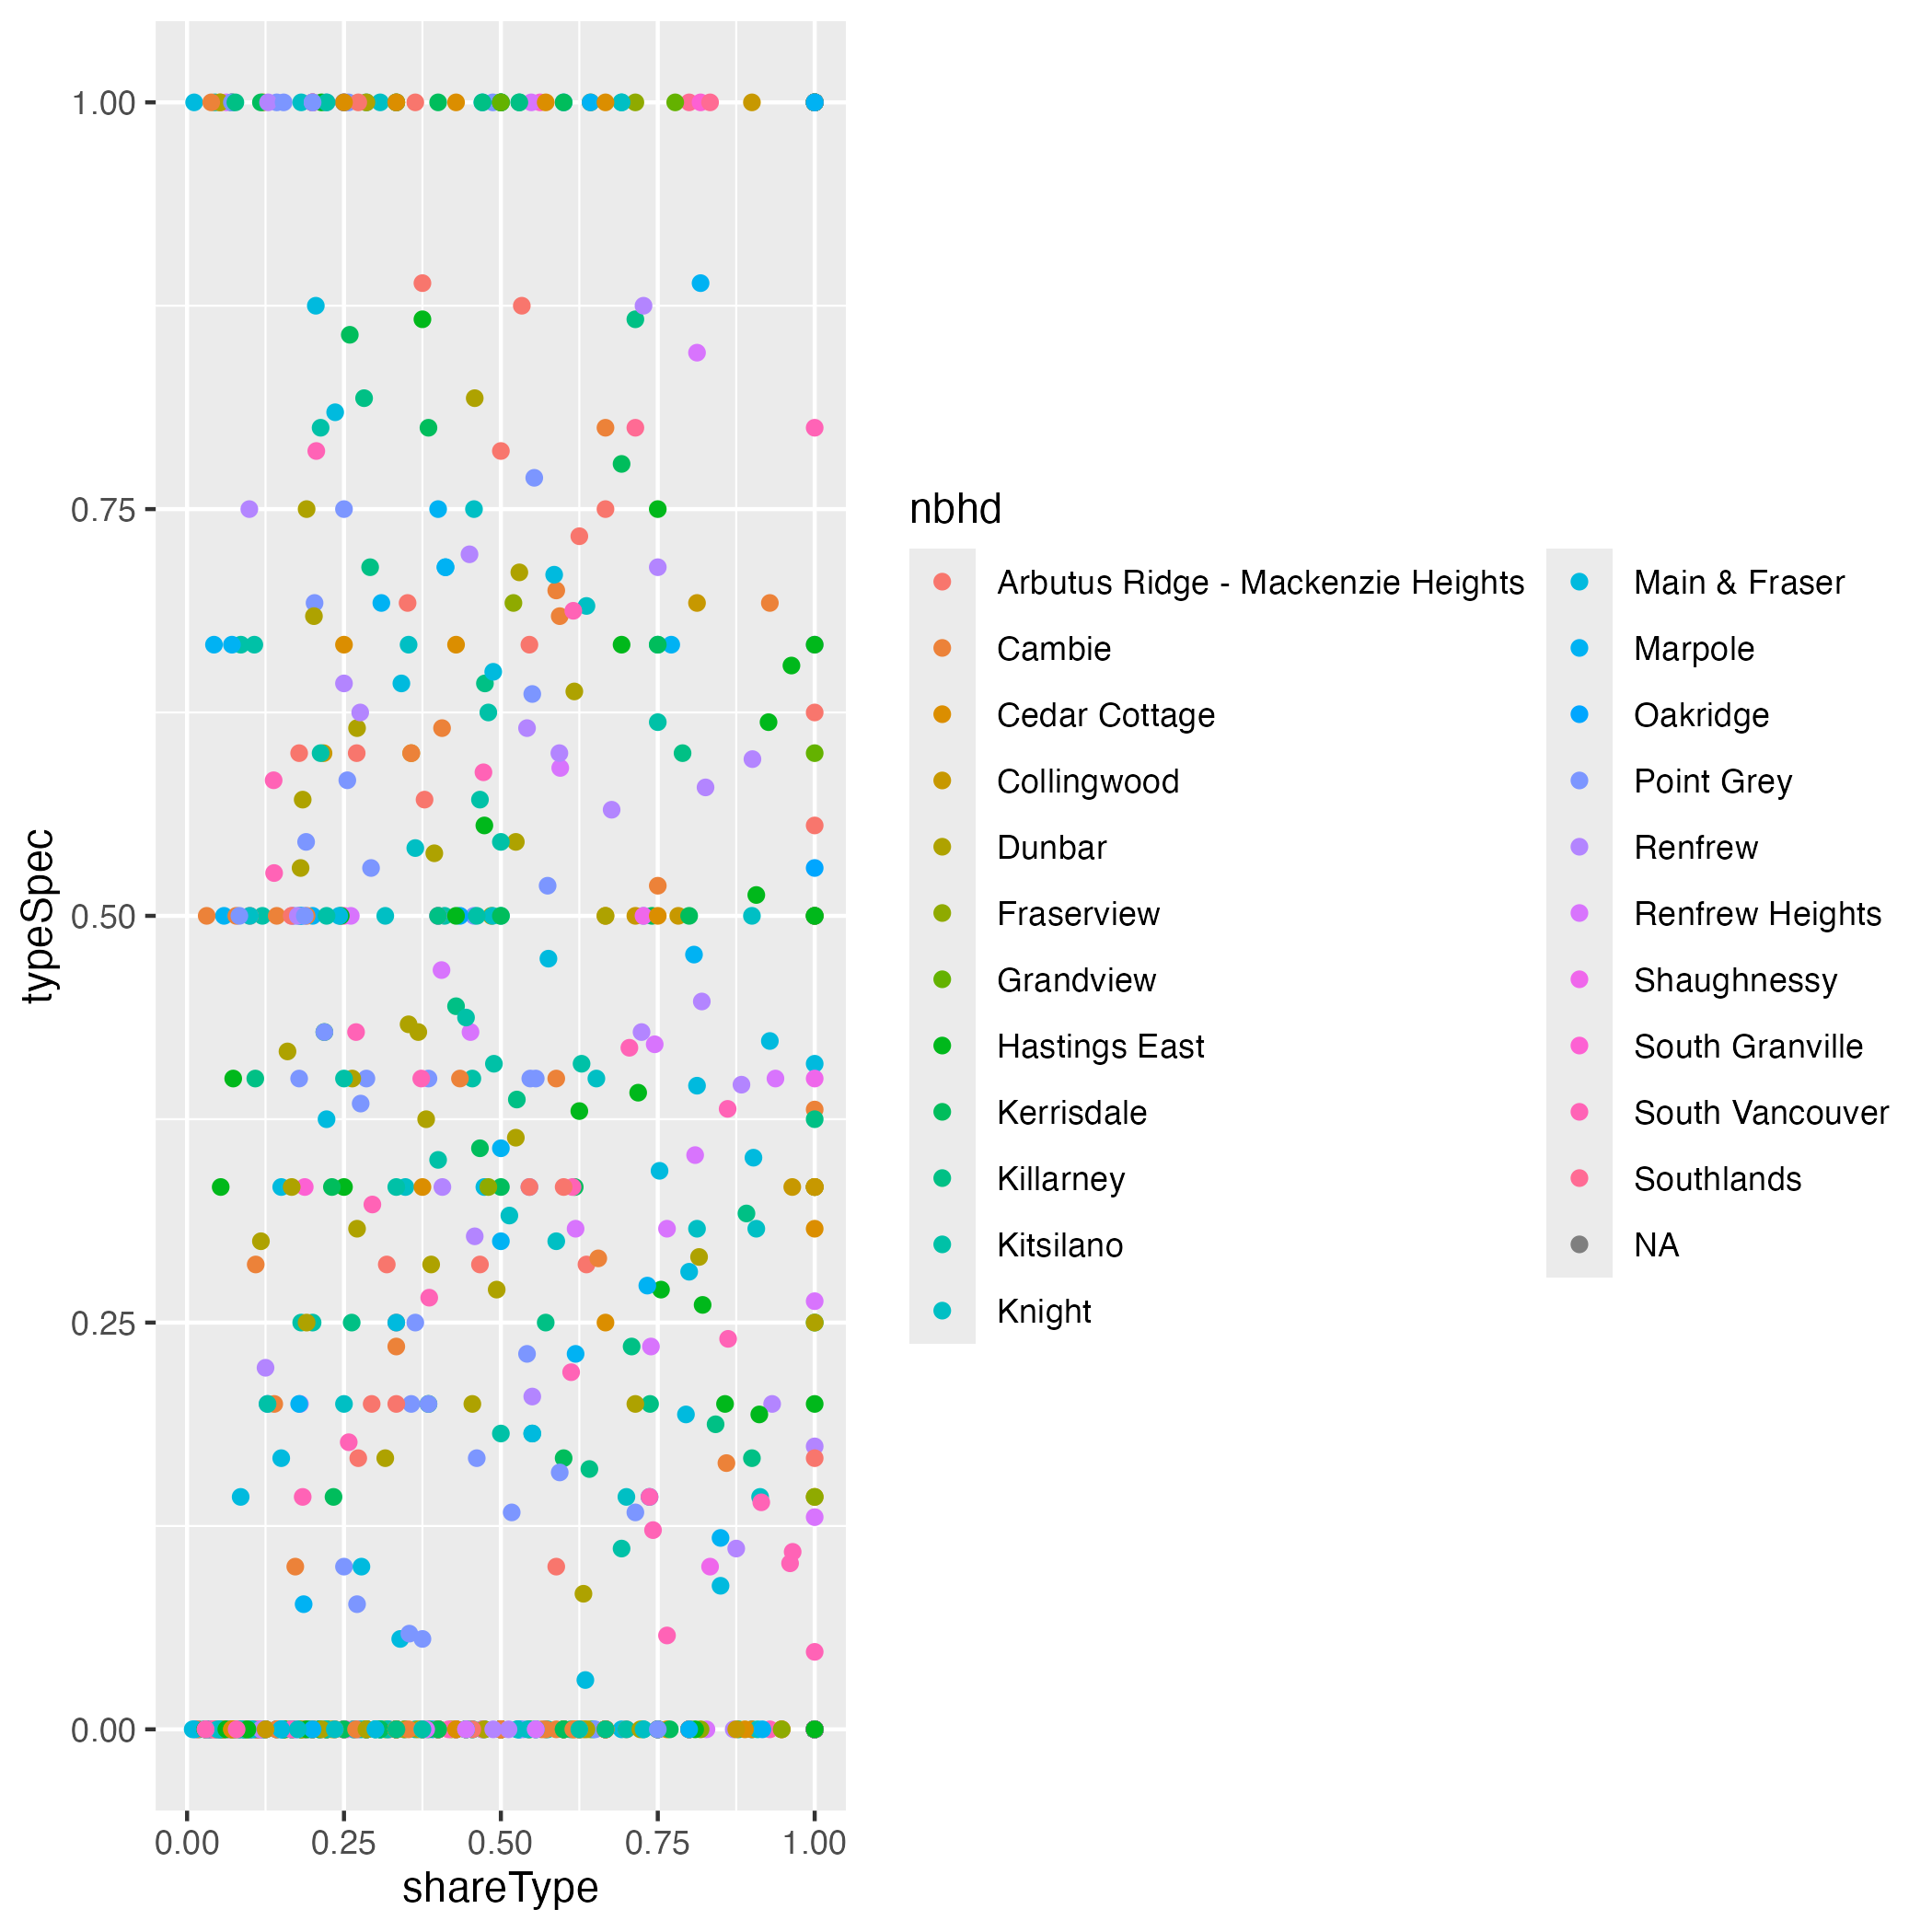 1.00
0.75
0.50
0.25
0.00
typeSpec
0.00 0.25 0.50 0.75 1.00
shareType
nbhd
Arbutus Ridge - Mackenzie Heights
Cambie
Cedar Cottage
Collingwood
Dunbar
Fraserview
Grandview
Hastings East
Kerrisdale
Killarney
Kitsilano
Knight
Main & Fraser
Marpole
Oakridge
Point Grey
Renfrew
Renfrew Heights
Shaughnessy
South Granville
South Vancouver
Southlands
NA